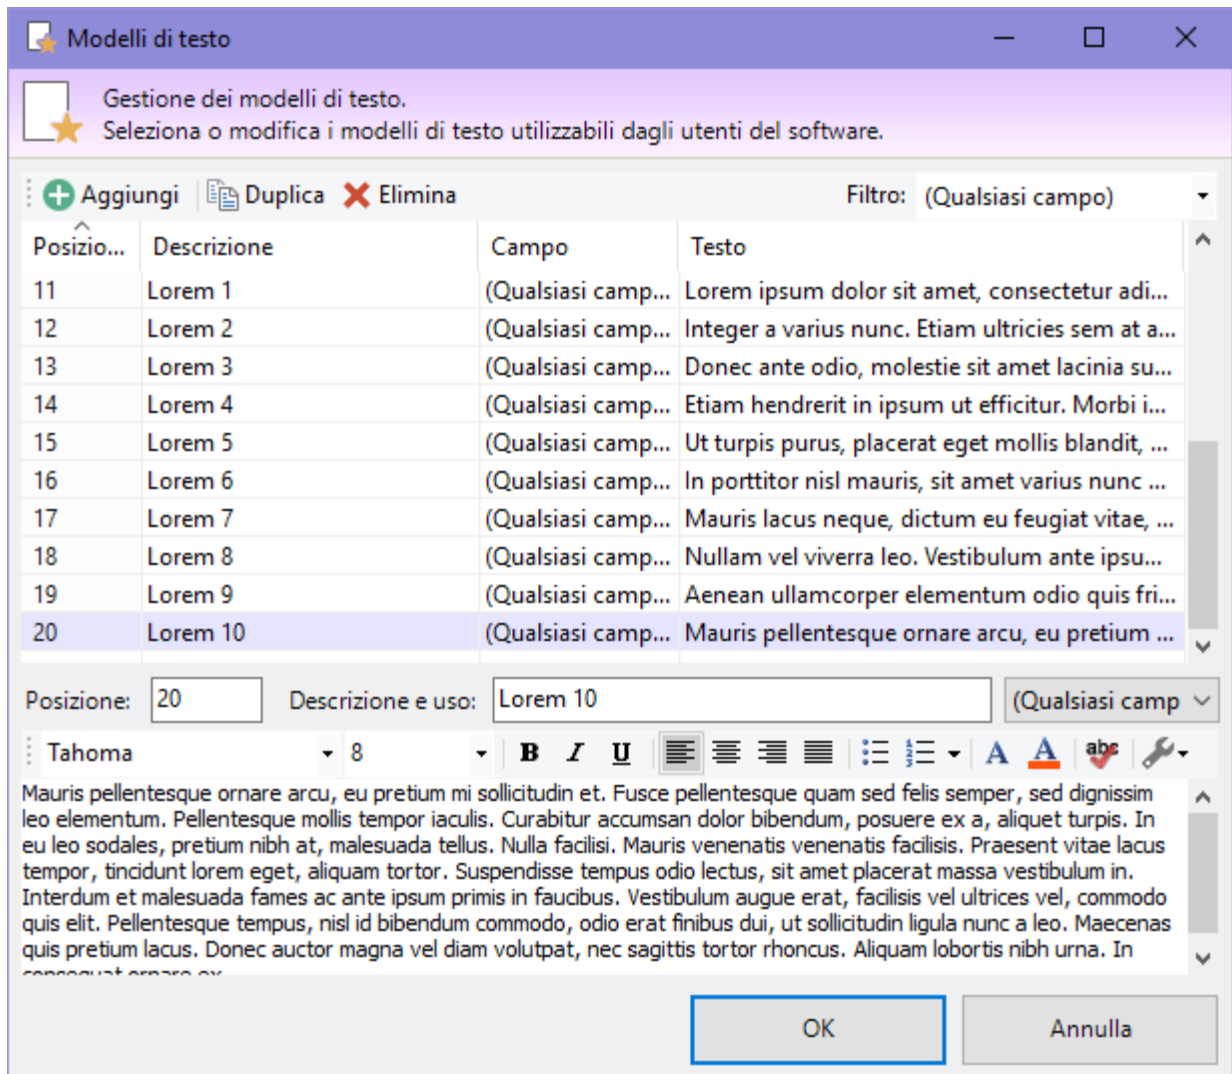 Modelli di testo
Gestione dei modelli di testo.
Seleziona o modifica i modelli di testo utilizzabili dagli utenti del software.
Aggiungi Duplica Elimina Filtro: (Qualsiasi campo)
Posizio... Descrizione Campo Testo
11 Lorem 1 (Qualsiasi camp... Lorem ipsum dolor sit amet, consectetur adi...
12 Lorem 2 (Qualsiasi camp... Integer a varius nunc. Etiam ultricies sem at a...
13 Lorem 3 (Qualsiasi camp... Donec ante odio, molestie sit amet lacinia su...
14 Lorem 4 (Qualsiasi camp... Etiam hendrerit in ipsum ut efficitur. Morbi i...
15 Lorem 5 (Qualsiasi camp... Ut turpis purus, placerat eget mollis blandit, ...
16 Lorem 6 (Qualsiasi camp... In porttitor nisl mauris, sit amet varius nunc ...
17 Lorem 7 (Qualsiasi camp... Mauris lacus neque, dictum eu feugiat vitae, ...
18 Lorem 8 (Qualsiasi camp... Nullam vel viverra leo. Vestibulum ante ipsu...
19 Lorem 9 (Qualsiasi camp... Aenean ullamcorper elementum odio quis fri...
20 Lorem 10 (Qualsiasi camp... Mauris pellentesque ornare arcu, eu pretium ...
Posizione: 20 Descrizione e uso: Lorem 10 (Qualsiasi camp
Tahoma 8 B I U A A abc
Mauris pellentesque ornare arcu, eu pretium mi sollicitudin et. Fusce pellentesque quam sed felis semper, sed dignissim
leo elementum. Pellentesque mollis tempor iaculis. Curabitur accumsan dolor bibendum, posuere ex a, aliquet turpis. In
eu leo sodales, pretium nibh at, malesuada tellus. Nulla facilisi. Mauris venenatis venenatis facilisis. Praesent vitae lacus
tempor, tincidunt lorem eget, aliquam tortor. Suspendisse tempus odio lectus, sit amet placerat massa vestibulum in.
Interdum et malesuada fames ac ante ipsum primis in faucibus. Vestibulum augue erat, facilisis vel ultrices vel, commodo
quis elit. Pellentesque tempus, nisl id bibendum commodo, odio erat finibus dui, ut sollicitudin ligula nunc a leo. Maecenas
quis pretium lacus. Donec auctor magna vel diam volutpat, nec sagittis tortor rhoncus. Aliquam lobortis nibh urna. In
consequat ornare ex
OK Annulla